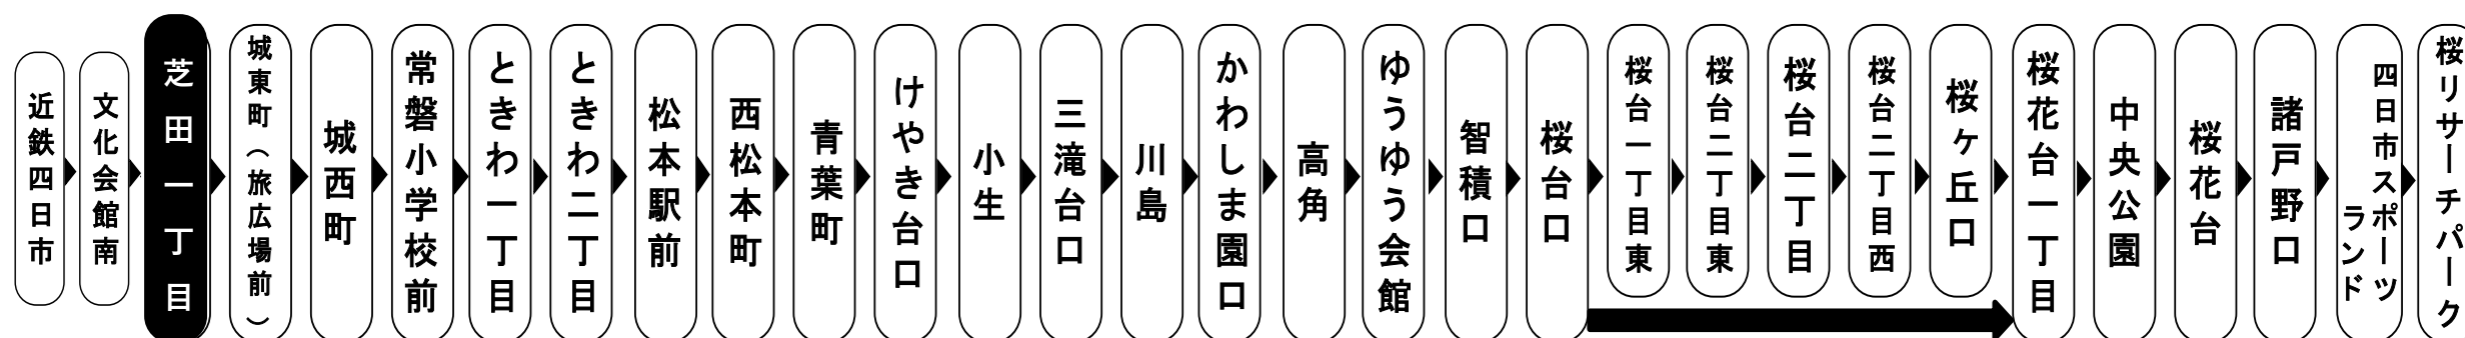 近鉄四日市
文化会館南
芝田一丁目
城東町（旅広場前）
城西町
常磐小学校前
ときわ一丁目
ときわ二丁目
松本駅前
西松本町
青葉町
けやき台口
小生
三滝台口
川島
かわしま園口
高角
ゆうゆう会館
智積口
桜台口
桜台一丁目東
桜台二丁目東
桜台二丁目
桜台二丁目西
桜ヶ丘口
桜花台一丁目
中央公園
桜花台
諸戸野口
四日市スポーツ
ランド
桜リサーチパーク